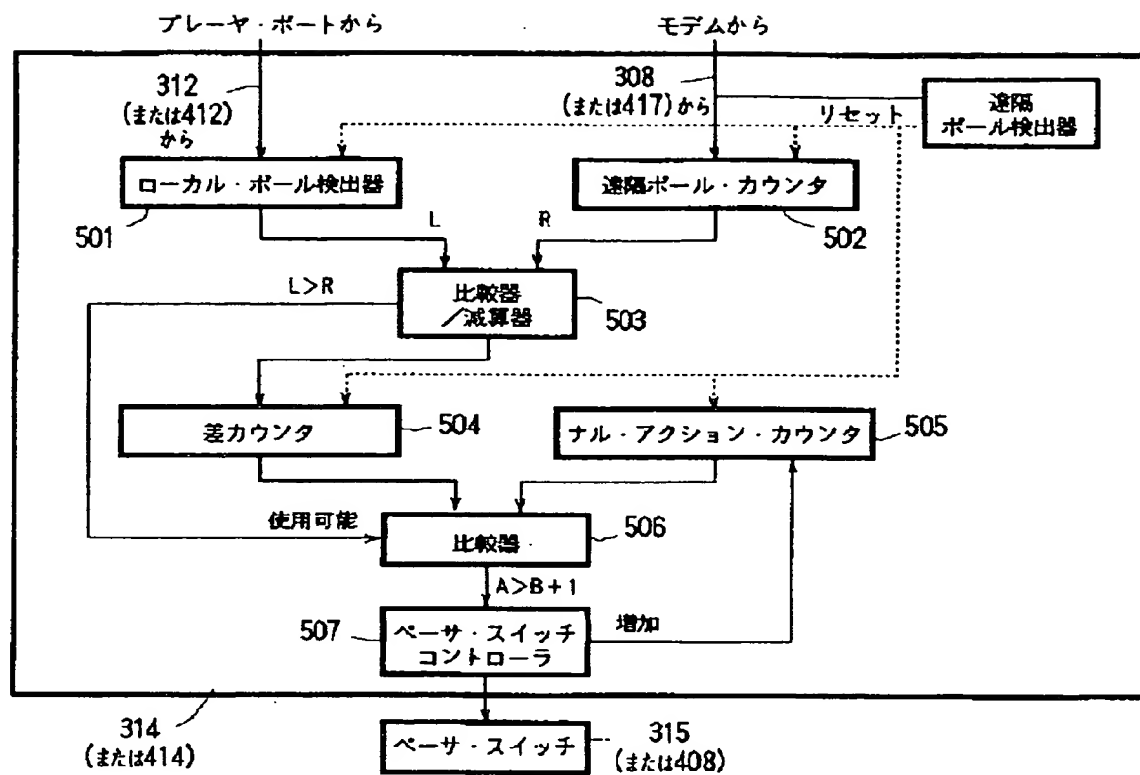 プレーヤ・ポートから
モデムから
312
(または412)
から
308
(または417)から
リセット
遠隔
ポール検出器
ローカル・ポール検出器
遠隔ポール・カウンタ
501
L
R
502
L>R
比較器
/減算器
503
差カウンタ
504
ナル・アクション・カウンタ
505
使用可能
比較器
506
A>B+1
507
ペーサ・スイッチ
コントローラ
増加
314
(または414)
ペーサ・スイッチ
315
(または408)